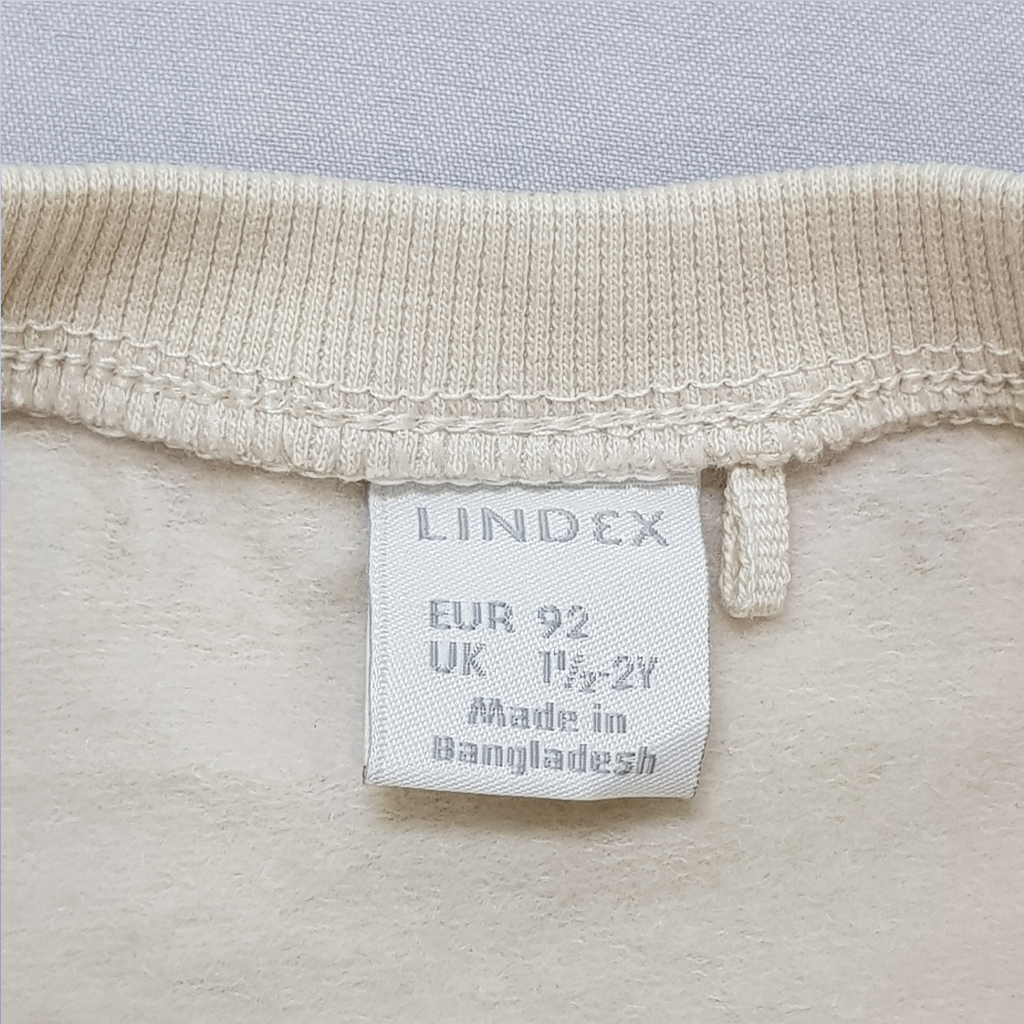 LINDEX
EUR 92
UK 1½-2Y
Made in
Bangladesh